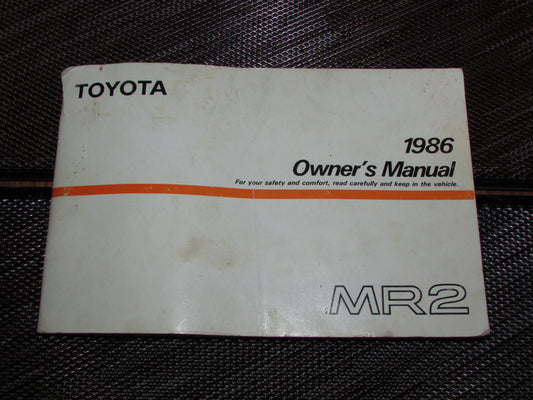 TOYOTA
1986
Owner's Manual
For your safety and comfort, read carefully and keep in the vehicle.
MR2